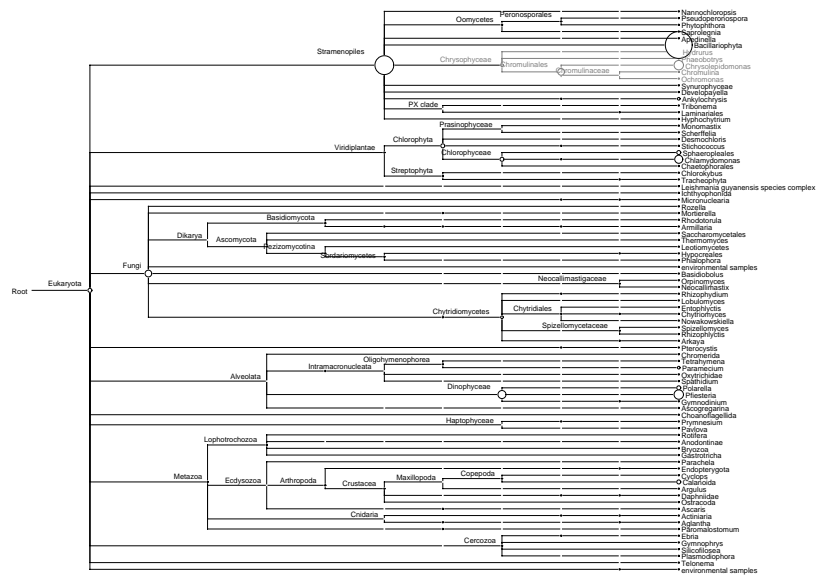 Nannochloropsis
Peronosporales
Pseudoperonospora
Oomycetes
Phytophthora
Saprolegnia
Apedinella
Bacillariophyta
Stramenopiles
Hydrurus
Chrysophyceae
Phaeobotrys
Chromulinales
Chrysolepidomonas
Chromulinaceae
Chromulina
Ochromonas
Synurophyceae
Developayella
Ankylochrysis
PX clade
Tribonema
Laminariales
Hyphochytrium
Prasinophyceae
Monomastix
Scherffelia
Chlorophyta
Desmochloris
Stichococcus
Viridiplantae
Chlorophyceae
Sphaeropleales
Chlamydomonas
Chaetophorales
Streptophyta
Chlorokybus
Tracheophyta
Leishmania guyanensis species complex
Ichthyophonida
Micronuclearia
Rozella
Mortierella
Basidiomycota
Rhodotorula
Armillaria
Dikarya
Ascomycota
Saccharomycetales
Thermomyces
Pezizomycotina
Leotiomycetes
Sordariomycetes
Hypocreales
Phialophora
Fungi
environmental samples
Basidiobolus
Neocallimastigaceae
Orpinomyces
Neocallimastix
Eukaryota
Root
Rhizophydium
Lobulomyces
Chytridiomycetes
Chytridiales
Entophlyctis
Chytriomyces
Nowakowskiella
Spizellomycetaceae
Spizellomyces
Rhizophlyctis
Arkaya
Pterocystis
Chromerida
Oligohymenophorea
Tetrahymena
Intramacronucleata
Paramecium
Oxytrichidae
Alveolata
Spathidium
Dinophyceae
Polarella
Pfiesteria
Gymnodinium
Ascogregarina
Choanoflagellida
Haptophyceae
Prymnesium
Pavlova
Lophotrochozoa
Rotifera
Anodontinae
Bryozoa
Gastrotricha
Parachela
Endopterygota
Metazoa
Ecdysozoa
Arthropoda
Copepoda
Cyclops
Maxillopoda
Calanoida
Crustacea
Argulus
Daphniidae
Ostracoda
Ascaris
Cnidaria
Actiniaria
Aglantha
Paromalostomum
Ebria
Cercozoa
Gymnophrys
Silicofilosea
Plasmodiophora
Telonema
environmental samples